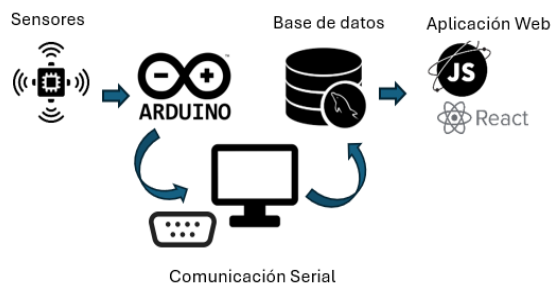 Sensores
Base de datos
Aplicación Web
ARDUINO
JS
React
Comunicación Serial